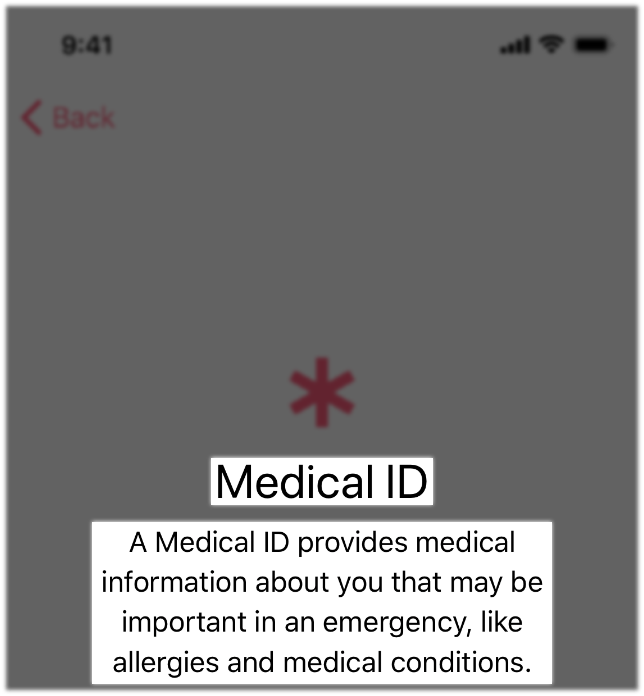 9:41
Back
Medical ID
A Medical ID provides medical
information about you that may be
important in an emergency, like
allergies and medical conditions.